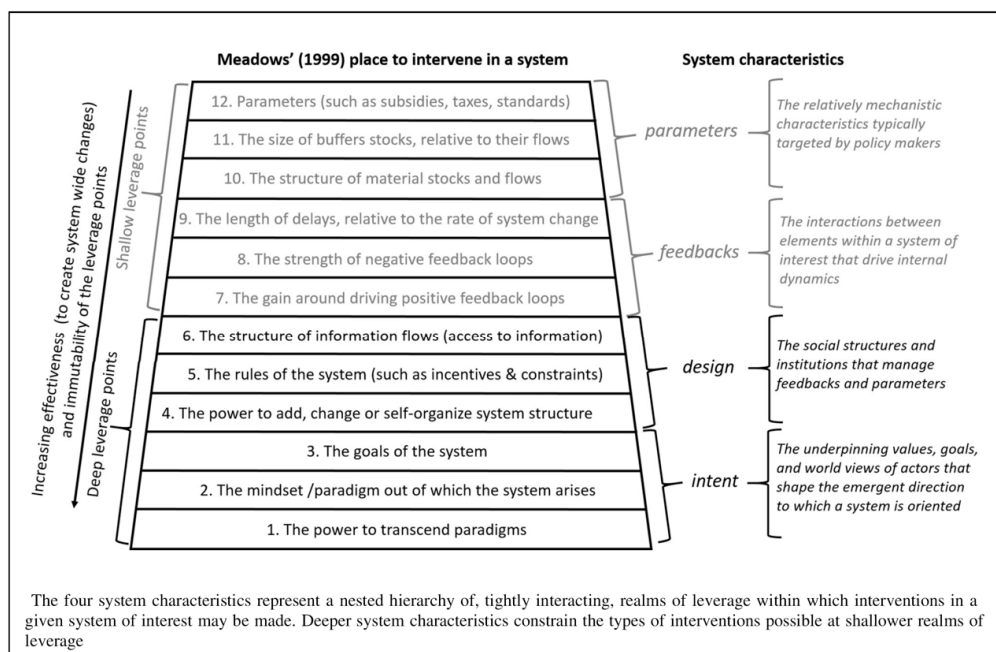 Meadows' (1999) place to intervene in a system
System characteristics
Increasing effectiveness (to create system wide changes)
and immutability of the leverage points
Shallow leverage points
Deep leverage points
12. Parameters (such as subsidies, taxes, standards)
11. The size of buffers stocks, relative to their flows
10. The structure of material stocks and flows
9. The length of delays, relative to the rate of system change
8. The strength of negative feedback loops
7. The gain around driving positive feedback loops
6. The structure of information flows (access to information)
5. The rules of the system (such as incentives & constraints)
4. The power to add, change or self-organize system structure
3. The goals of the system
2. The mindset /paradigm out of which the system arises
1. The power to transcend paradigms
parameters
The relatively mechanistic
characteristics typically
targeted by policy makers
feedbacks
The interactions between
elements within a system of
interest that drive internal
dynamics
design
The social structures and
institutions that manage
feedbacks and parameters
intent
The underpinning values, goals,
and world views of actors that
shape the emergent direction
to which a system is oriented
The four system characteristics represent a nested hierarchy of, tightly interacting, realms of leverage within which interventions in a
given system of interest may be made. Deeper system characteristics constrain the types of interventions possible at shallower realms of
leverage